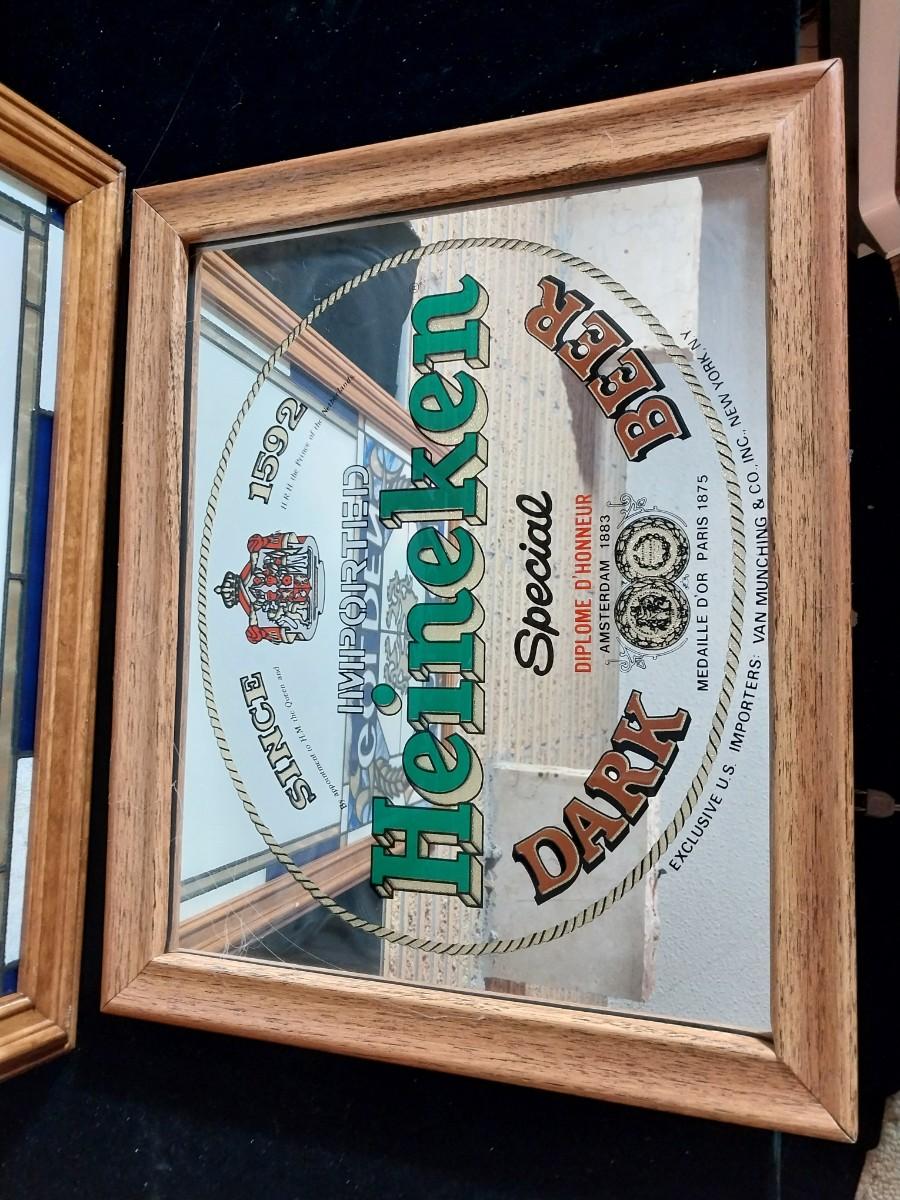 SINCE 1592
By appointment to H.M. the Queen and H.R.H. the Prince of the Netherlands
IMPORTED
Heineken®
Special
DARK BEER
DIPLOME D'HONNEUR
AMSTERDAM 1883
MEDAILLE D'OR PARIS 1875
EXCLUSIVE U.S. IMPORTERS: VAN MUNCHING & CO., INC., NEW YORK, NY